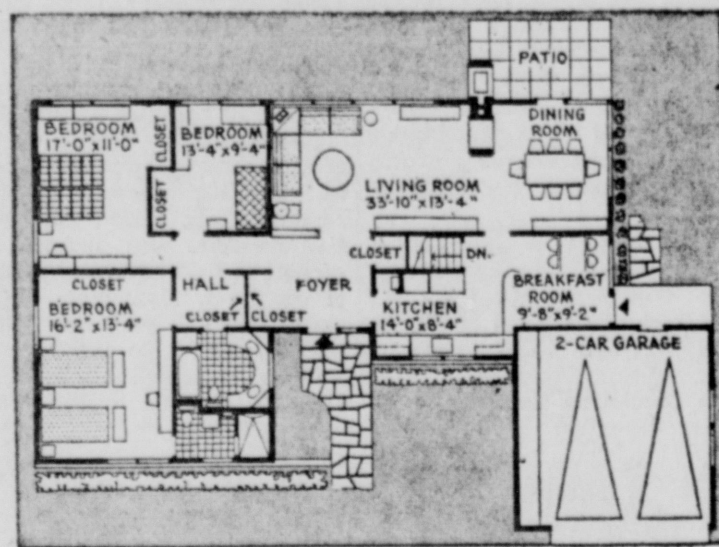 PATIO
BEDROOM
17'-0"x11'-0"
CLOSET
BEDROOM
13'-4"x9'-4"
CLOSET
DINING
ROOM
LIVING ROOM
33'-10"x13'-4"
CLOSET
DN.
CLOSET
HALL
FOYER
BEDROOM
16'-2"x13'-4"
CLOSET
CLOSET
KITCHEN
14'-0"x8'-4"
BREAKFAST
ROOM
9'-8"x9'-2"
2-CAR GARAGE